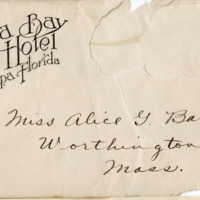 a Bay
Hotel
pa, Florida
Miss Alice G. Ba
Worthington
Mass.